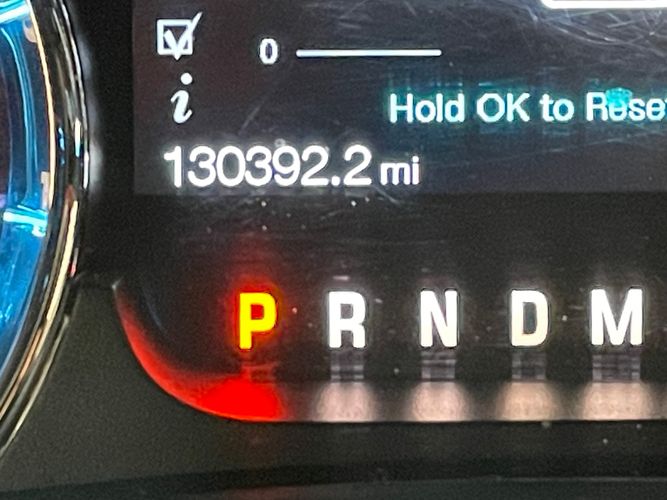 0
i
Hold OK to Rese
130392.2 mi
P R N D M